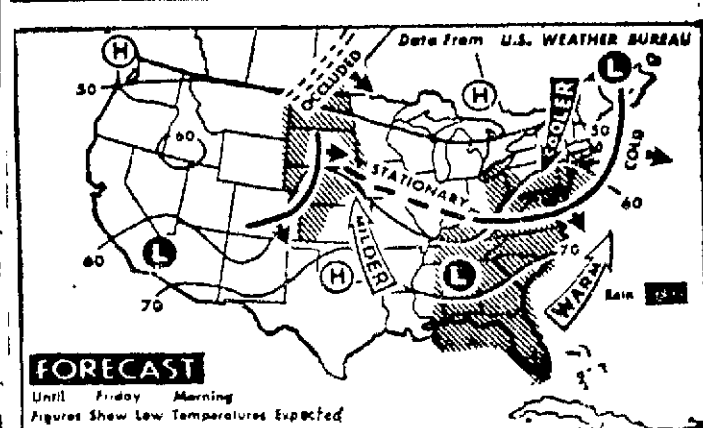 Data From U.S. WEATHER BUREAU
H
L
50
OCCLUDED
H
COOLER
60
50
COLD
STATIONARY
60
60
L
MILDER
70
H
L
70
WARM
Rain
FORECAST
Until Friday Morning
Figures Show Low Temperatures Expected